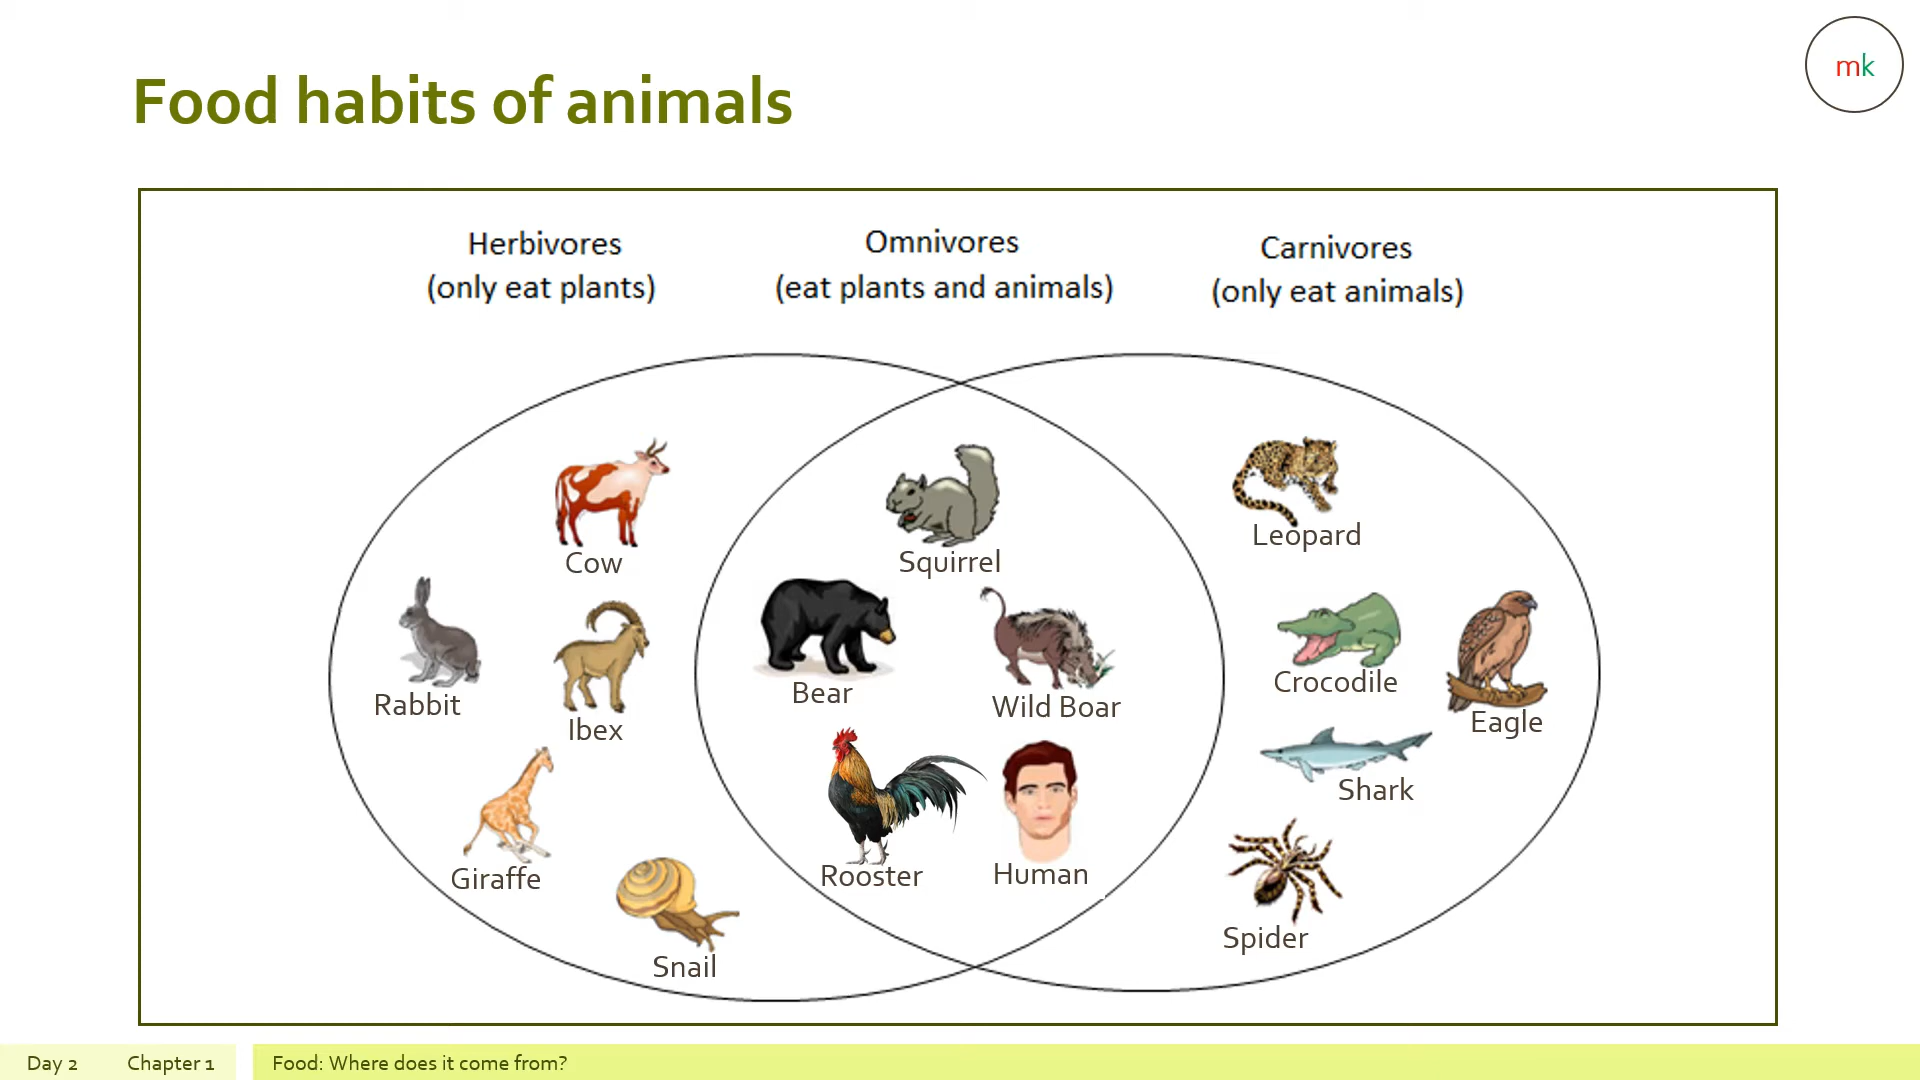 mk
Food habits of animals
Herbivores
(only eat plants)
Omnivores
(eat plants and animals)
Carnivores
(only eat animals)
Cow
Rabbit
Ibex
Giraffe
Snail
Squirrel
Bear
Wild Boar
Rooster
Human
Leopard
Crocodile
Eagle
Shark
Spider
Day 2
Chapter 1
Food: Where does it come from?